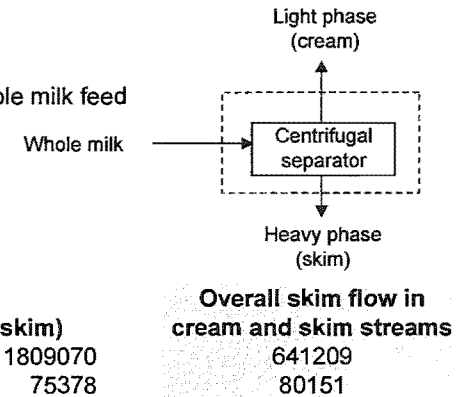 Light phase
(cream)
ole milk feed
Whole milk
Centrifugal
separator
Heavy phase
(skim)
Overall skim flow in
skim) cream and skim streams
1809070 641209
75378 80151